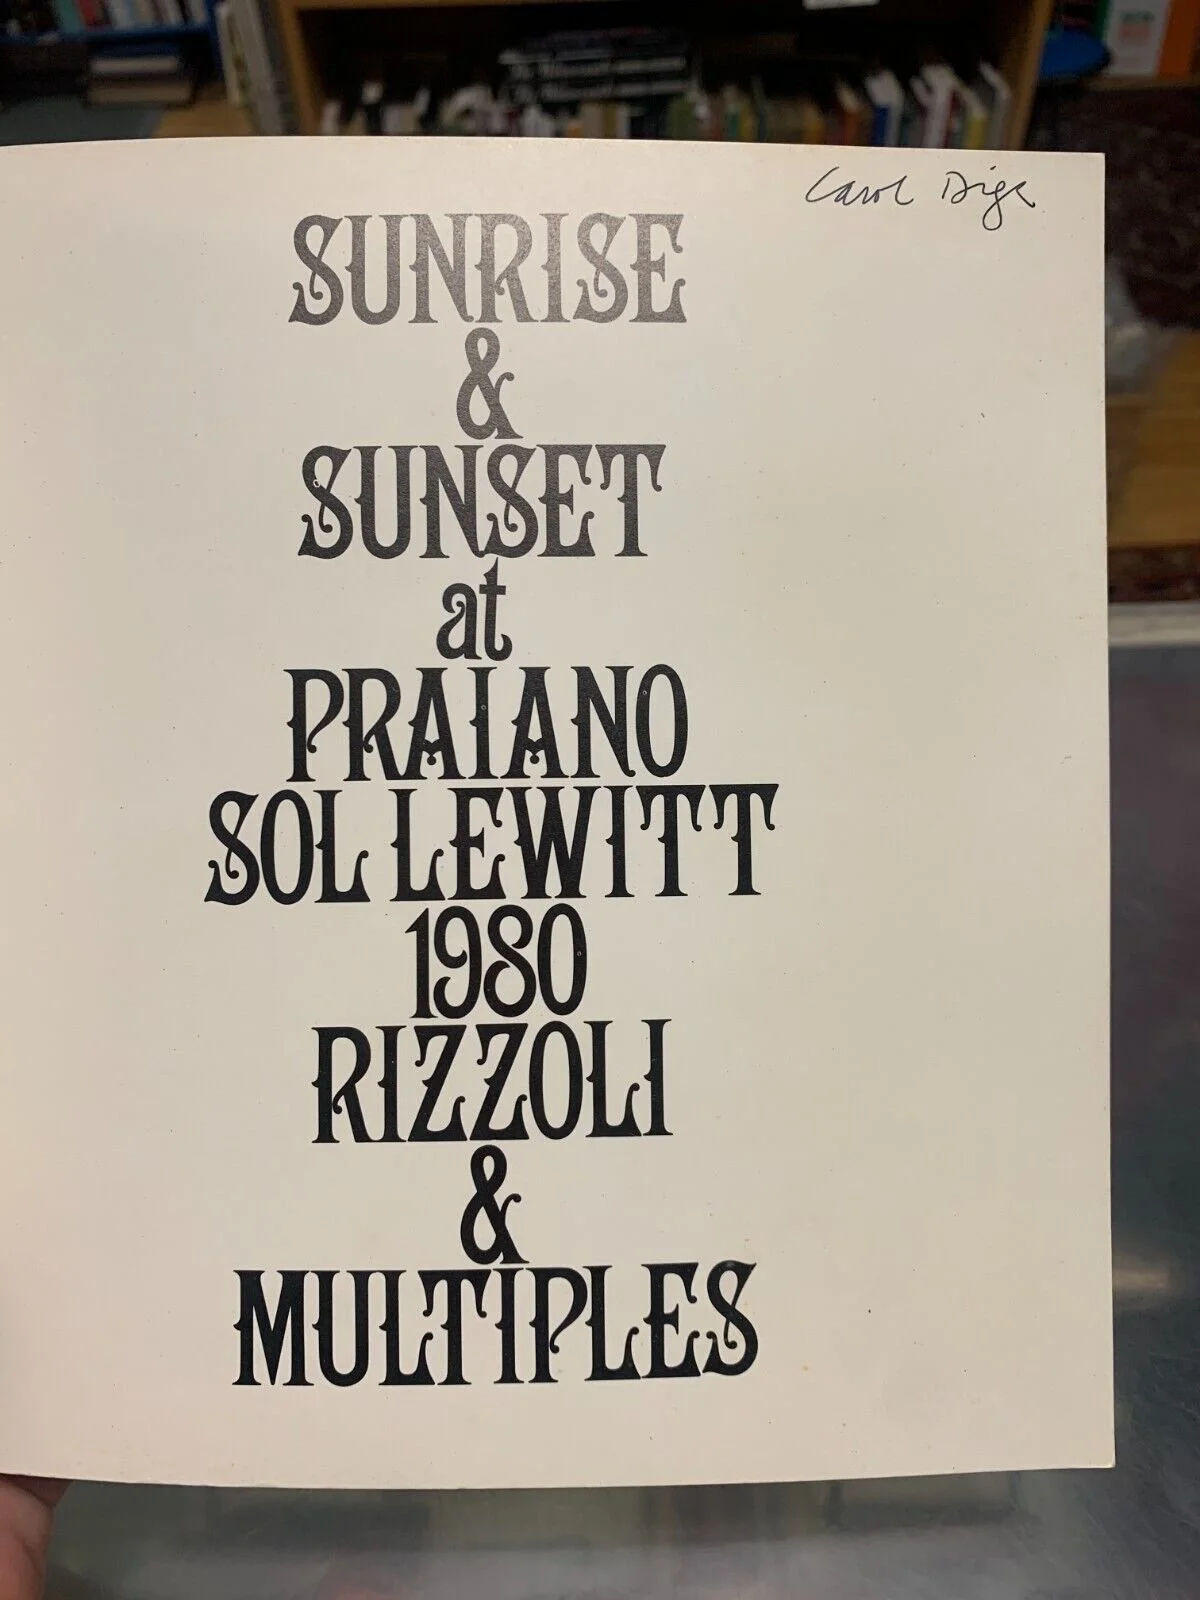 Carol
SUNRISE
&
SUNSET
at
PRAIANO
SOL LEWITT
1980
RIZZOLI
&
MULTIPLES